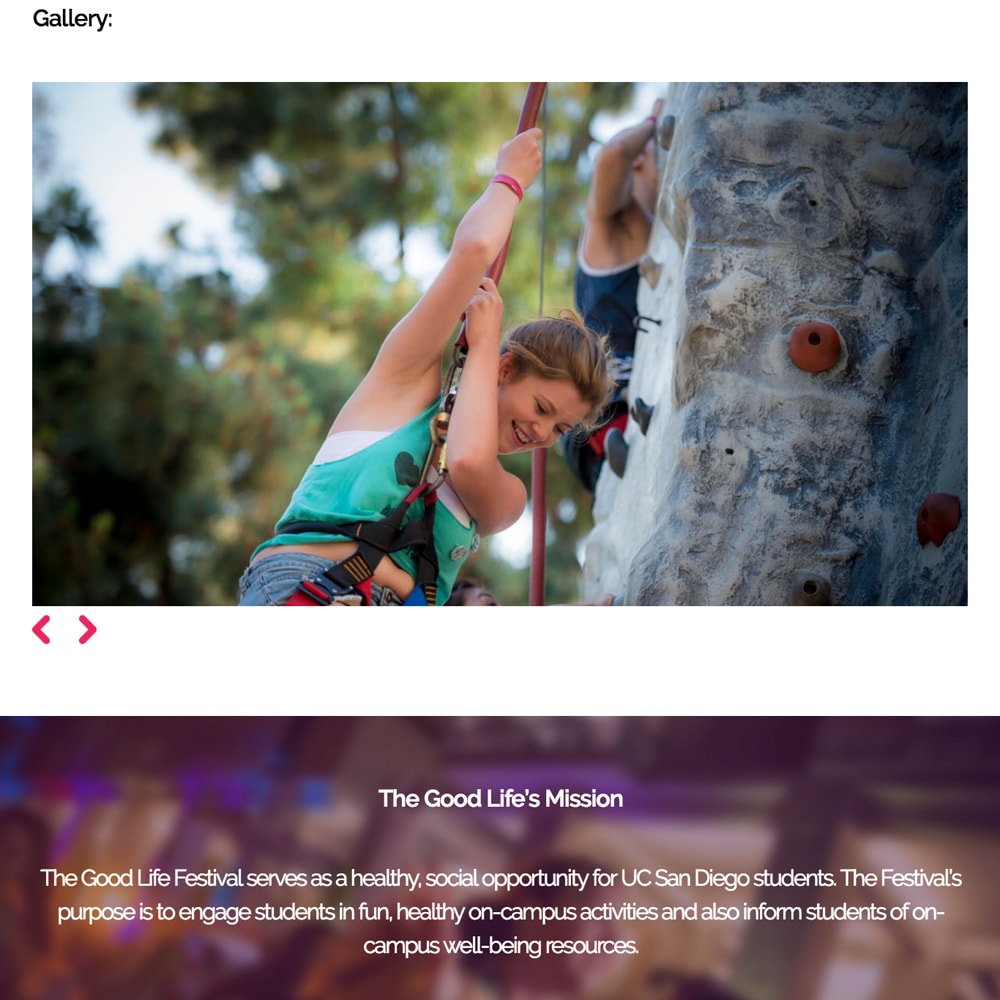 Gallery:
The Good Life's Mission
The Good Life Festival serves as a healthy, social opportunity for UC San Diego students. The Festival's
purpose is to engage students in fun, healthy on-campus activities and also inform students of on-
campus well-being resources.